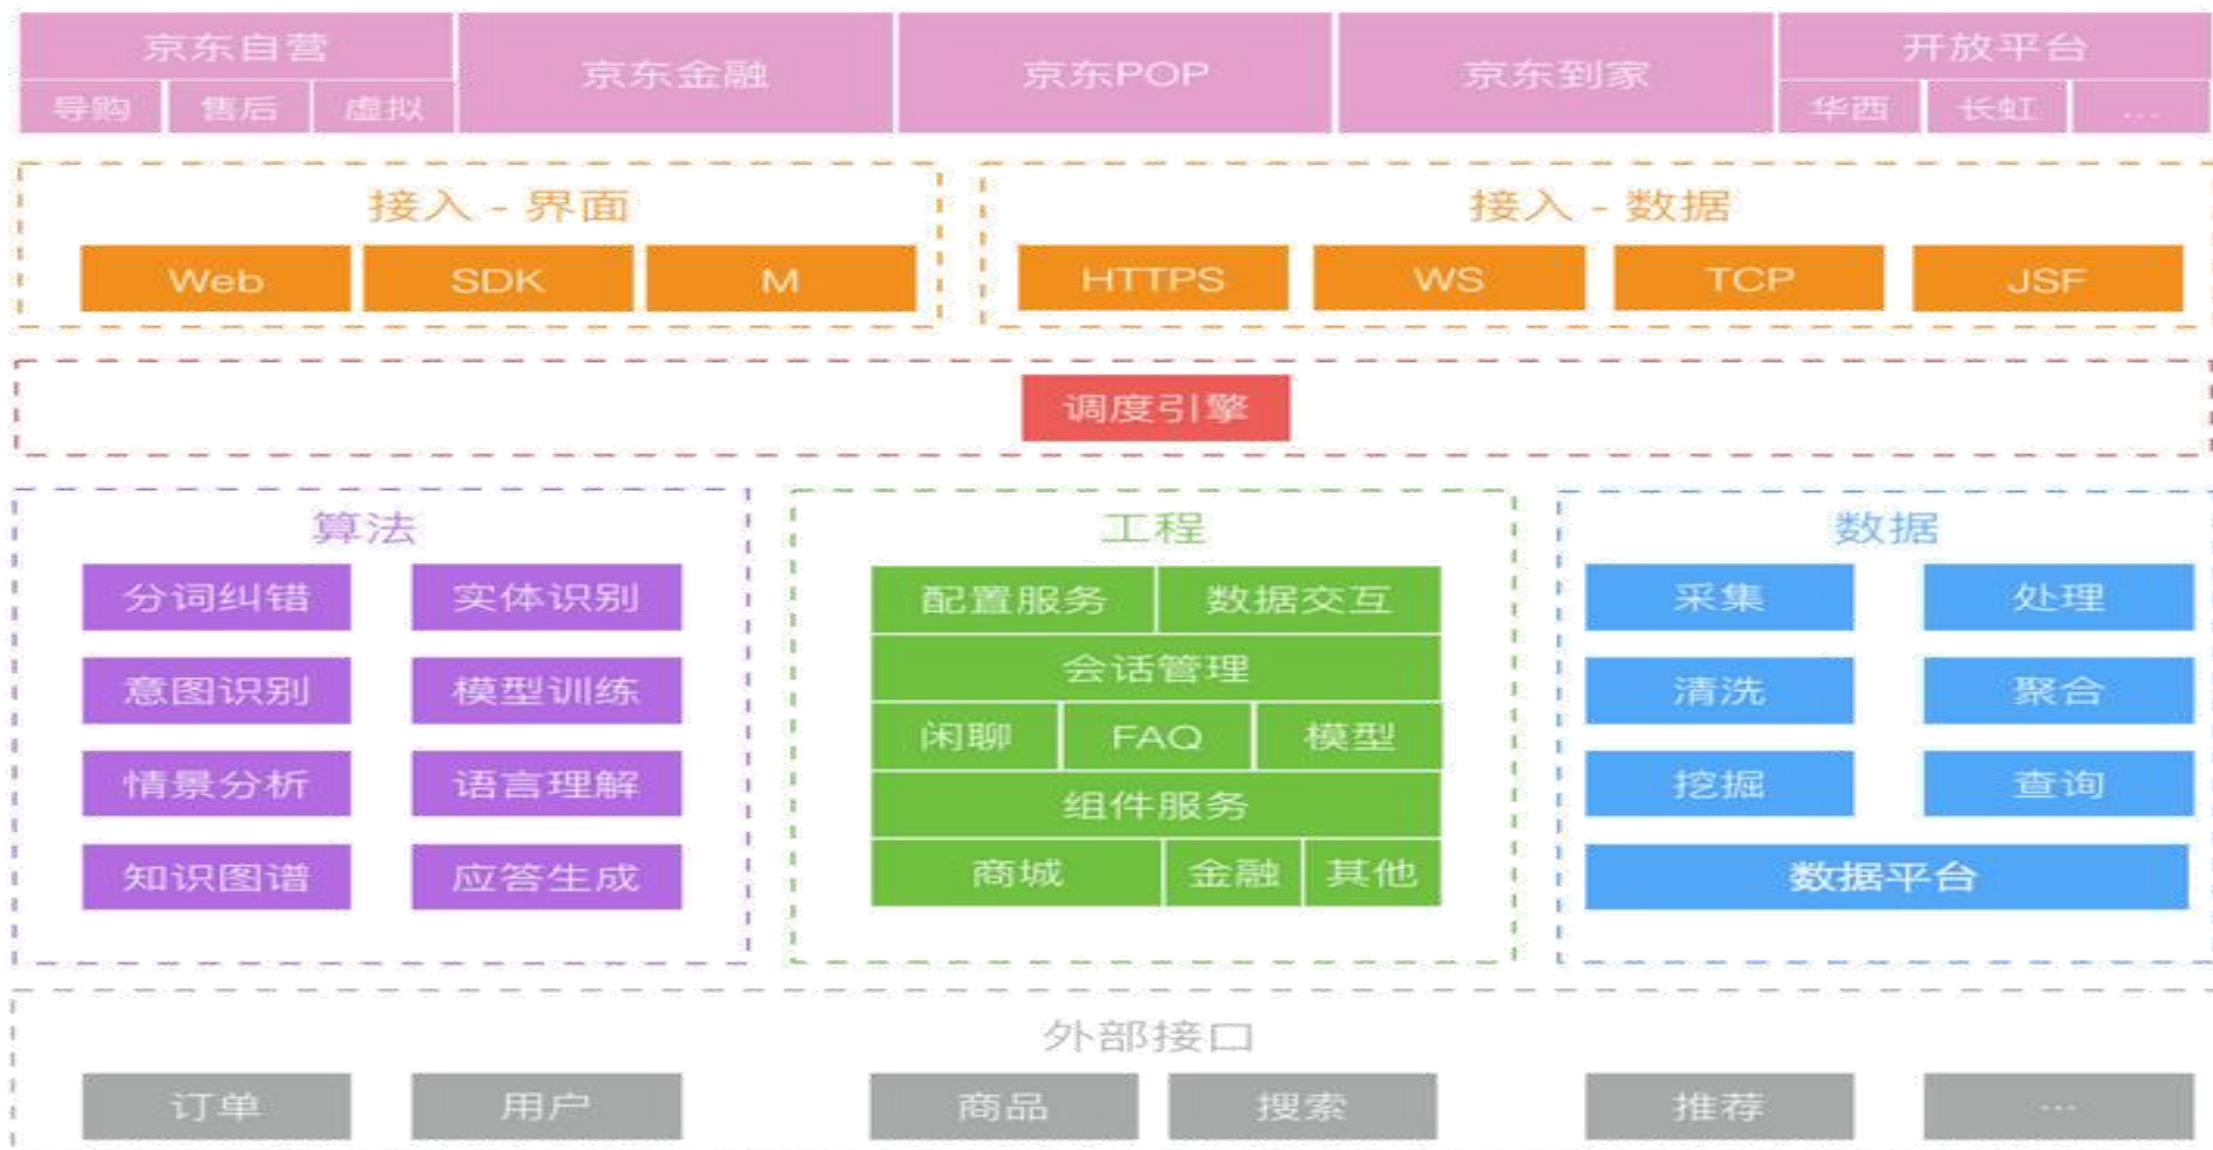 京东自营 京东金融 京东POP 京东到家 开放平台
导购 售后 虚拟 华西 长虹 ...
接入 - 界面 接入 - 数据
Web SDK M HTTPS WS TCP JSF
调度引擎
算法 工程 数据
分词纠错 实体识别 配置服务 数据交互 采集 处理
会话管理
意图识别 模型训练 闲聊 FAQ 模型 清洗 聚合
情景分析 语言理解 组件服务 挖掘 查询
知识图谱 应答生成 商城 金融 其他 数据平台
外部接口
订单 用户 商品 搜索 推荐 ...